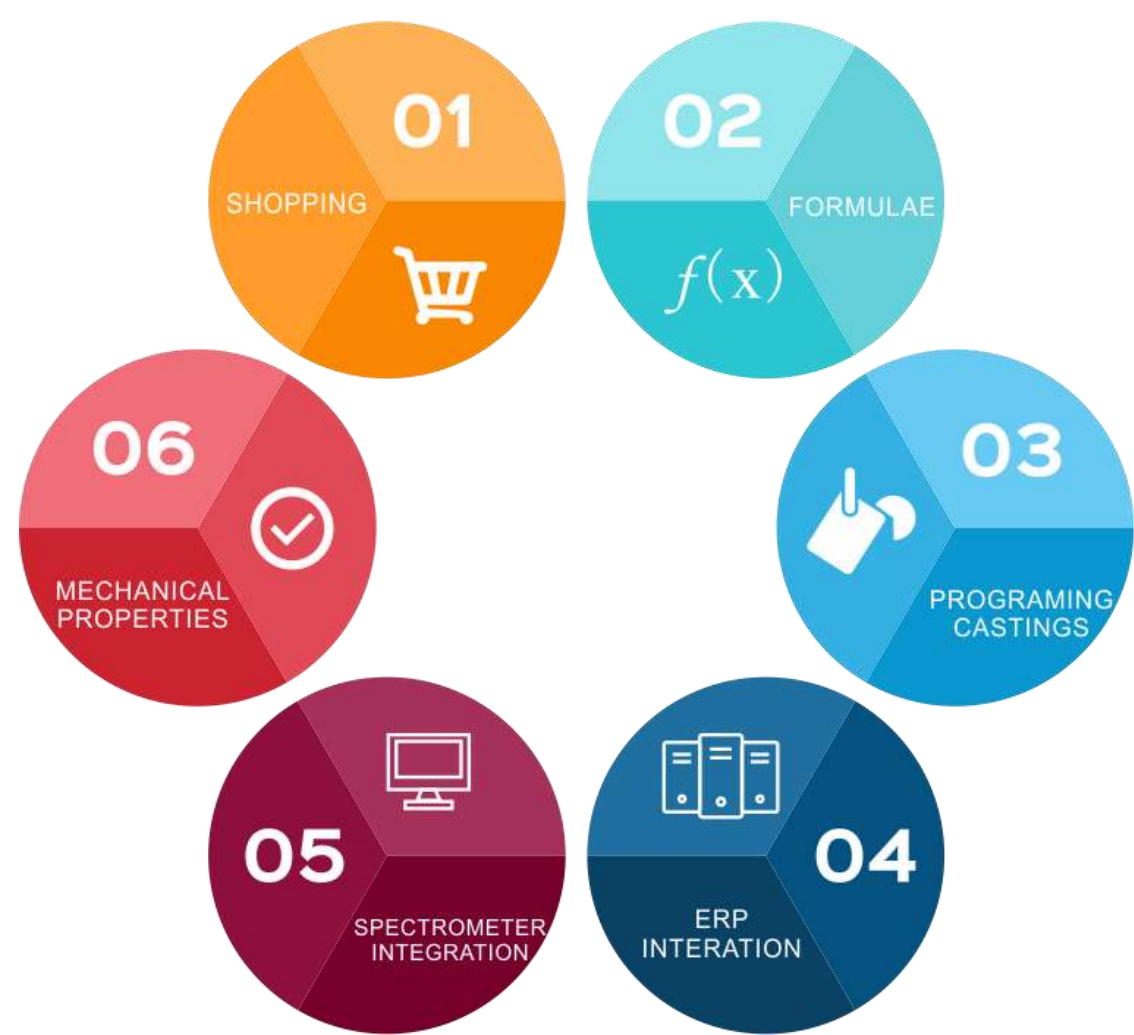 01
SHOPPING
02
FORMULAE
f(x)
03
PROGRAMING
CASTINGS
04
ERP
INTERATION
05
SPECTROMETER
INTEGRATION
06
MECHANICAL
PROPERTIES